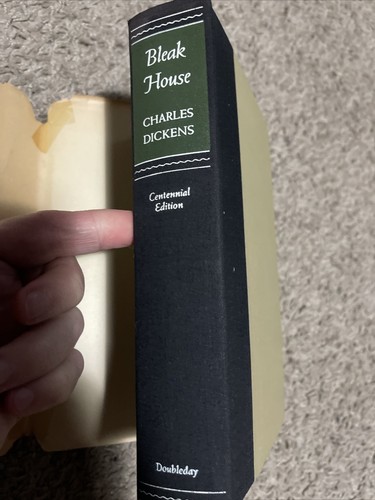 Bleak
House
CHARLES
DICKENS
Centennial
Edition
Doubleday